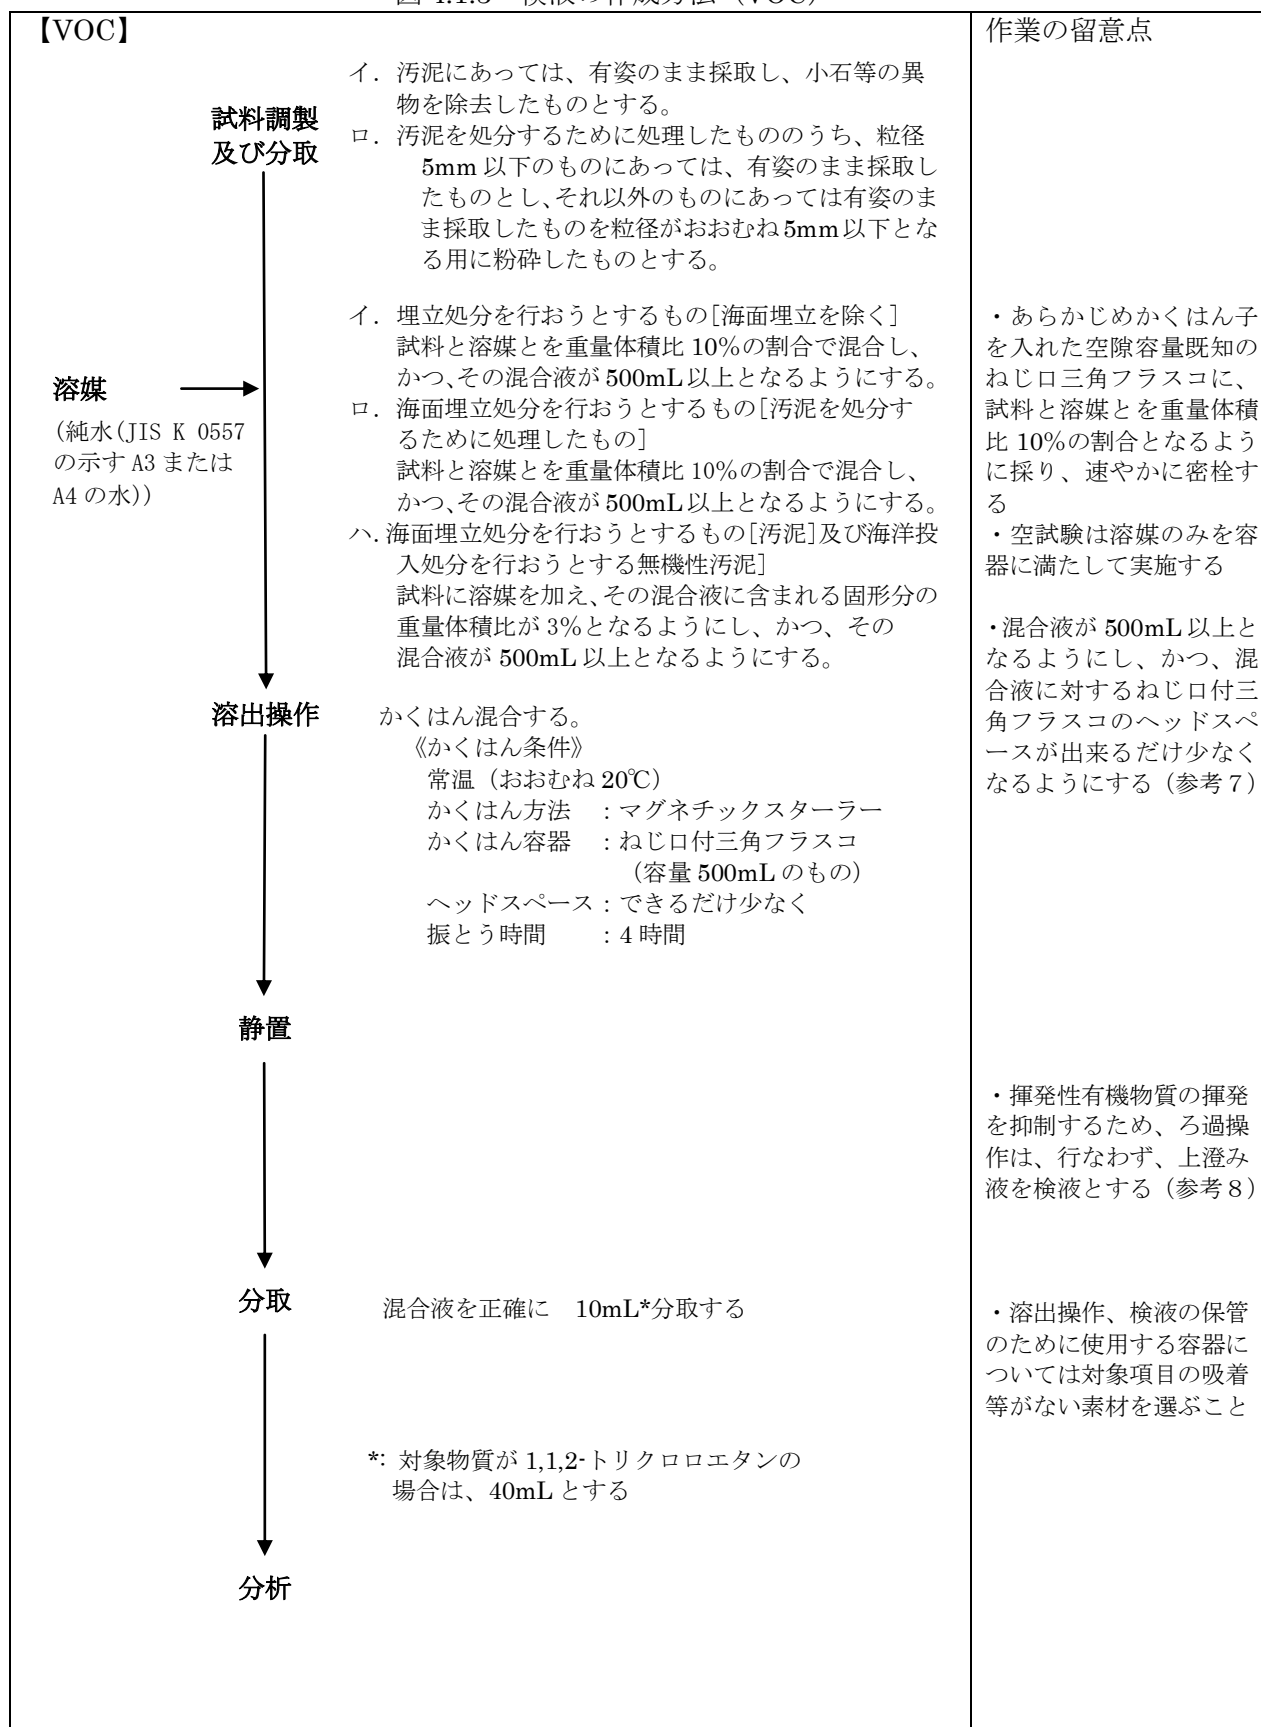 図 4.1.3 検液の作成方法（VOC）
【VOC】
作業の留意点
試料調製
及び分取
イ. 汚泥にあっては、有姿のまま採取し、小石等の異
物を除去したものとする。
ロ. 汚泥を処分するために処理したもののうち、粒径
5mm 以下のものにあっては、有姿のまま採取し
たものとし、それ以外のものにあっては有姿のま
ま採取したものを粒径がおおむね 5mm 以下とな
る用に粉砕したものとする。
溶媒
(純水(JIS K 0557
の示す A3 または
A4 の水))
イ. 埋立処分を行おうとするもの[海面埋立を除く]
試料と溶媒とを重量体積比 10％の割合で混合し、
かつ、その混合液が 500mL 以上となるようにする。
ロ. 海面埋立処分を行おうとするもの[汚泥を処分す
るために処理したもの]
試料と溶媒とを重量体積比 10％の割合で混合し、
かつ、その混合液が 500mL 以上となるようにする。
ハ. 海面埋立処分を行おうとするもの[汚泥]及び海洋投
入処分を行おうとする無機性汚泥]
試料に溶媒を加え、その混合液に含まれる固形分の
重量体積比が 3％となるようにし、かつ、その
混合液が 500mL 以上となるようにする。
・あらかじめかくはん子
を入れた空隙容量既知の
ねじ口三角フラスコに、
試料と溶媒とを重量体積
比 10％の割合となるよう
に採り、速やかに密栓す
る
・空試験は溶媒のみを容
器に満たして実施する
・混合液が 500mL 以上と
なるようにし、かつ、混
合液に対するねじ口付三
角フラスコのヘッドスペ
ースが出来るだけ少なく
なるようにする（参考７）
溶出操作
かくはん混合する。
《かくはん条件》
常温（おおむね 20℃）
かくはん方法 ：マグネチックスターラー
かくはん容器 ：ねじ口付三角フラスコ
（容量 500mL のもの）
ヘッドスペース：できるだけ少なく
振とう時間 ：4 時間
静置
・揮発性有機物質の揮発
を抑制するため、ろ過操
作は、行なわず、上澄み
液を検液とする（参考８）
分取
混合液を正確に 10mL*分取する
・溶出操作、検液の保管
のために使用する容器に
ついては対象項目の吸着
等がない素材を選ぶこと
*: 対象物質が 1,1,2-トリクロロエタンの
場合は、40mL とする
分析